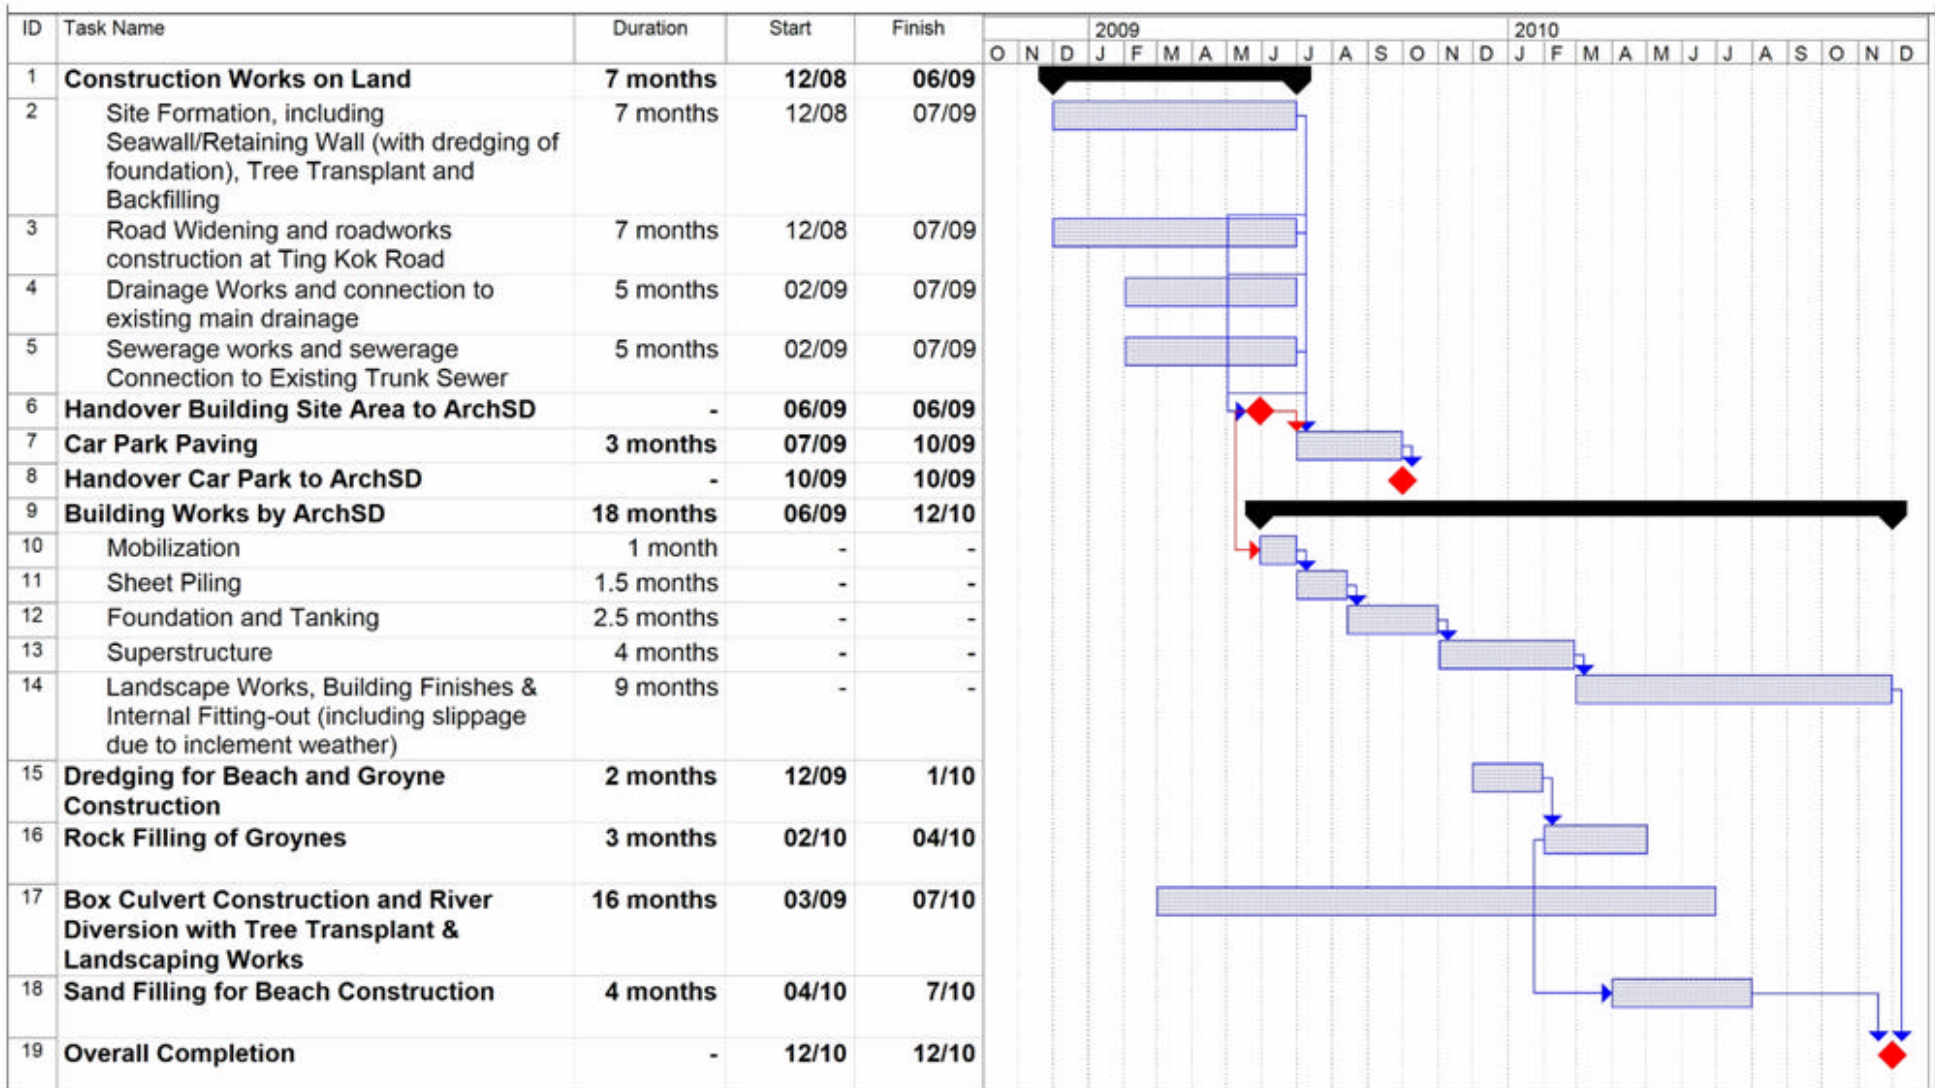 ID Task Name Duration Start Finish 2009 2010
O N D J F M A M J J A S O N D J F M A M J J A S O N D
1 Construction Works on Land 7 months 12/08 06/09
2 Site Formation, including 7 months 12/08 07/09
Seawall/Retaining Wall (with dredging of
foundation), Tree Transplant and
Backfilling
3 Road Widening and roadworks 7 months 12/08 07/09
construction at Ting Kok Road
4 Drainage Works and connection to 5 months 02/09 07/09
existing main drainage
5 Sewerage works and sewerage 5 months 02/09 07/09
Connection to Existing Trunk Sewer
6 Handover Building Site Area to ArchSD - 06/09 06/09
7 Car Park Paving 3 months 07/09 10/09
8 Handover Car Park to ArchSD - 10/09 10/09
9 Building Works by ArchSD 18 months 06/09 12/10
10 Mobilization 1 month - -
11 Sheet Piling 1.5 months - -
12 Foundation and Tanking 2.5 months - -
13 Superstructure 4 months - -
14 Landscape Works, Building Finishes & 9 months - -
Internal Fitting-out (including slippage
due to inclement weather)
15 Dredging for Beach and Groyne 2 months 12/09 1/10
Construction
16 Rock Filling of Groynes 3 months 02/10 04/10
17 Box Culvert Construction and River 16 months 03/09 07/10
Diversion with Tree Transplant &
Landscaping Works
18 Sand Filling for Beach Construction 4 months 04/10 7/10
19 Overall Completion - 12/10 12/10